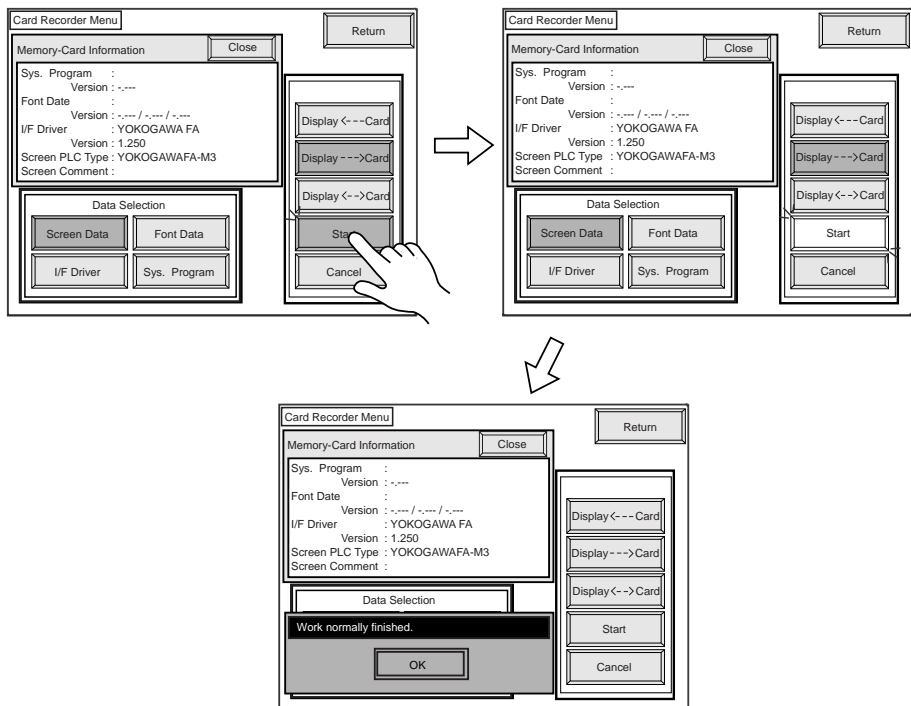 Card Recorder Menu
Return
Memory-Card Information
Close
Sys. Program :
Version : -.---
Font Date :
Version : -.--- / -.--- / -.---
I/F Driver : YOKOGAWA FA
Version : 1.250
Screen PLC Type : YOKOGAWAFA-M3
Screen Comment :
Display<---Card
Display--->Card
Display<-->Card
Start
Cancel
Data Selection
Screen Data
Font Data
I/F Driver
Sys. Program
Card Recorder Menu
Return
Memory-Card Information
Close
Sys. Program :
Version : -.---
Font Date :
Version : -.--- / -.--- / -.---
I/F Driver : YOKOGAWA FA
Version : 1.250
Screen PLC Type : YOKOGAWAFA-M3
Screen Comment :
Display<---Card
Display--->Card
Display<-->Card
Start
Cancel
Data Selection
Screen Data
Font Data
I/F Driver
Sys. Program
Card Recorder Menu
Return
Memory-Card Information
Close
Sys. Program :
Version : -.---
Font Date :
Version : -.--- / -.--- / -.---
I/F Driver : YOKOGAWA FA
Version : 1.250
Screen PLC Type : YOKOGAWAFA-M3
Screen Comment :
Display<---Card
Display--->Card
Display<-->Card
Start
Cancel
Data Selection
Work normally finished.
OK